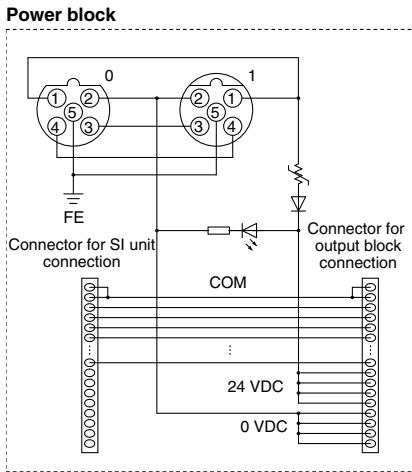 Power block
0
1
1
2
2
1
5
5
4
3
3
4
FE
Connector for SI unit
connection
Connector for
output block
connection
COM
24 VDC
0 VDC